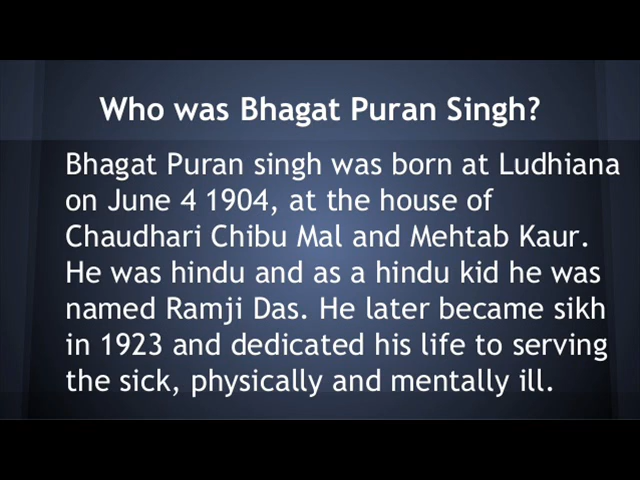 Who was Bhagat Puran Singh?
Bhagat Puran singh was born at Ludhiana
on June 4 1904, at the house of
Chaudhari Chibu Mal and Mehtab Kaur.
He was hindu and as a hindu kid he was
named Ramji Das. He later became sikh
in 1923 and dedicated his life to serving
the sick, physically and mentally ill.